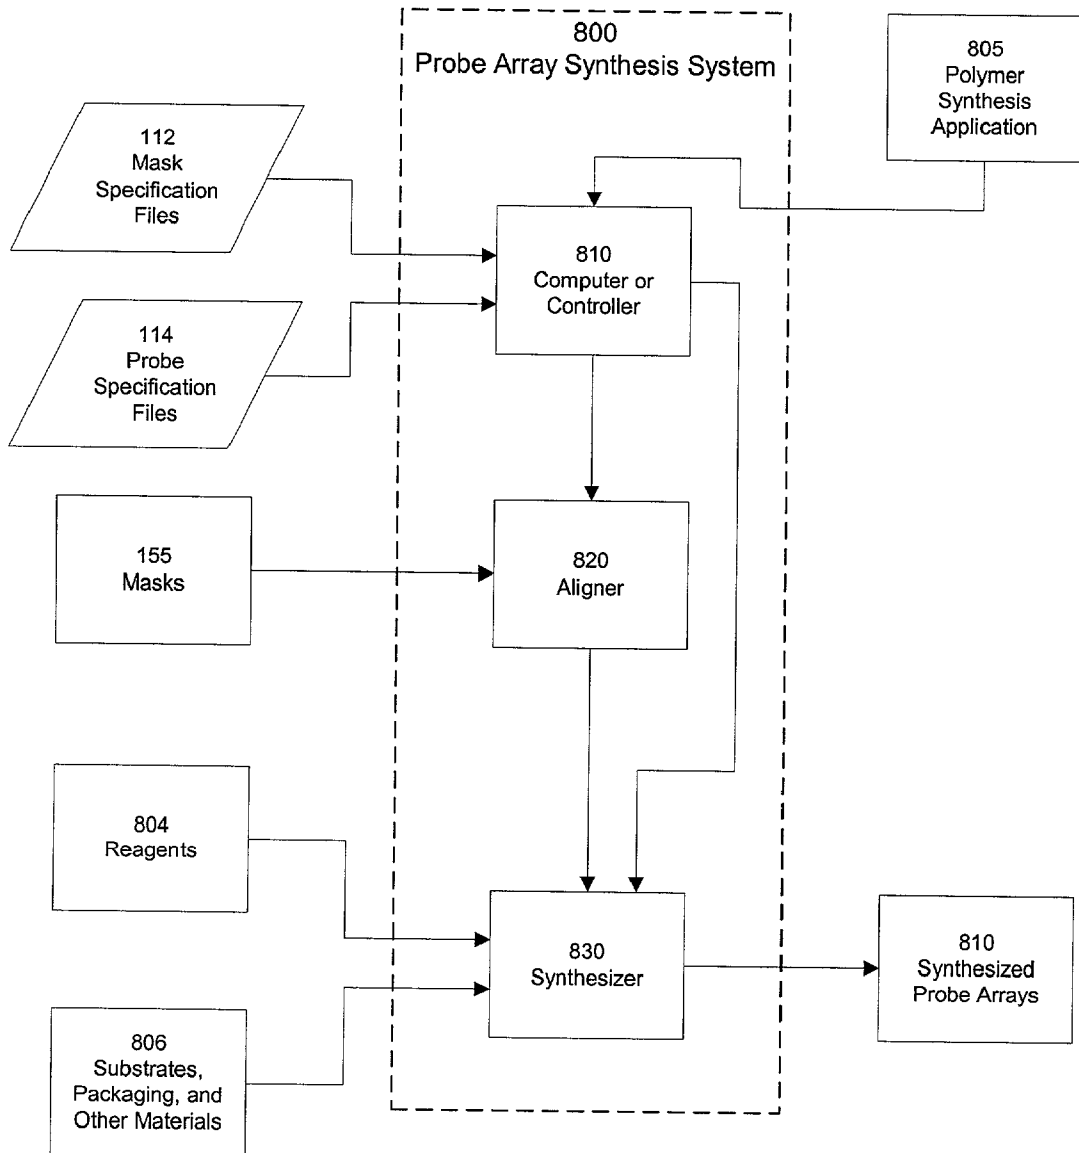 800
Probe Array Synthesis System
805
Polymer
Synthesis
Application
112
Mask
Specification
Files
810
Computer or
Controller
114
Probe
Specification
Files
155
Masks
820
Aligner
804
Reagents
830
Synthesizer
810
Synthesized
Probe Arrays
806
Substrates,
Packaging, and
Other Materials